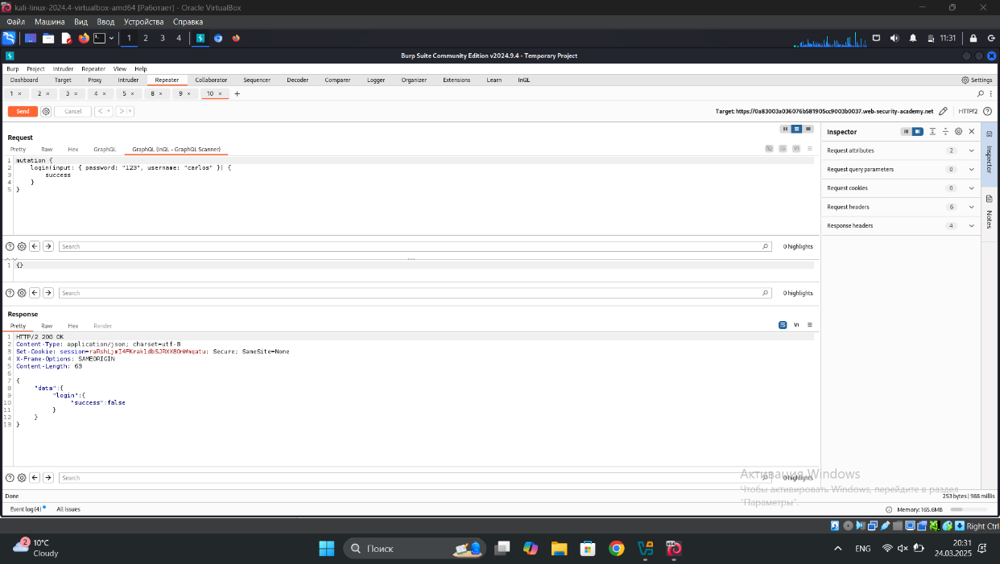 kali-linux-2024.4-virtualbox-amd64 [Работает] - Oracle VirtualBox
Файл Машина Вид Ввод Устройства Справка
1 2 3 4 11:31
Burp Suite Community Edition v2024.9.4 - Temporary Project
Burp Project Intruder Repeater View Help
Dashboard Target Proxy Intruder Repeater Collaborator Sequencer Decoder Comparer Logger Organizer Extensions Learn InQL Settings
1 × 2 × 3 × 4 × 5 × 8 × 9 × 10 × +
Send Cancel < > Target: https://0a83003a036076b581905cc9003b0037.web-security-academy.net HTTP/2
Request
Pretty Raw Hex GraphQL GraphQL (InQL - GraphQL Scanner)
1 mutation {
2 login(input: { password: "123", username: "carlos" }) {
3 success
4 }
5 }
Search 0 highlights
1 {}
Search 0 highlights
Response
Pretty Raw Hex Render
\n
1 HTTP/2 200 OK
2 Content-Type: application/json; charset=utf-8
3 Set-Cookie: session=raRshLjmI4FKrakldbSJRXX8OnWmqatu; Secure; SameSite=None
4 X-Frame-Options: SAMEORIGIN
5 Content-Length: 63
6
7 {
8 "data":{
9 "login":{
10 "success":false
11 }
12 }
13 }
Search 0 highlights
Inspector
Request attributes 2
Request query parameters 0
Request cookies 0
Request headers 6
Response headers 4
Inspector
Notes
Активация Windows
Чтобы активировать Windows, перейдите в раздел
"Параметры".
Done 253 bytes | 988 millis
Event log (4) All issues Memory: 165.6MB
Right Ctrl
2
10°C
Cloudy
Поиск
ENG
20:31
24.03.2025